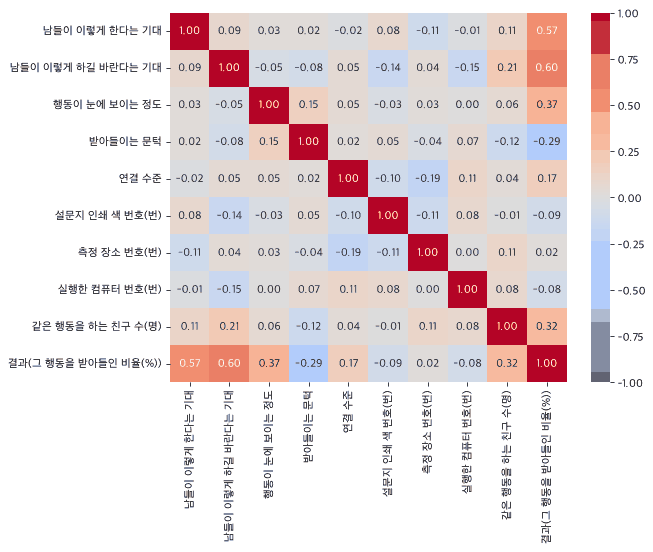 남들이 이렇게 한다는 기대 1.00 0.09 0.03 0.02 -0.02 0.08 -0.11 -0.01 0.11 0.57
남들이 이렇게 하길 바란다는 기대 0.09 1.00 -0.05 -0.08 0.05 -0.14 0.04 -0.15 0.21 0.60
행동이 눈에 보이는 정도 0.03 -0.05 1.00 0.15 0.05 -0.03 0.03 0.00 0.06 0.37
받아들이는 문턱 0.02 -0.08 0.15 1.00 0.02 0.05 -0.04 0.07 -0.12 -0.29
연결 수준 -0.02 0.05 0.05 0.02 1.00 -0.10 -0.19 0.11 0.04 0.17
설문지 인쇄 색 번호(번) 0.08 -0.14 -0.03 0.05 -0.10 1.00 -0.11 0.08 -0.01 -0.09
측정 장소 번호(번) -0.11 0.04 0.03 -0.04 -0.19 -0.11 1.00 0.00 0.11 0.02
실행한 컴퓨터 번호(번) -0.01 -0.15 0.00 0.07 0.11 0.08 0.00 1.00 0.08 -0.08
같은 행동을 하는 친구 수(명) 0.11 0.21 0.06 -0.12 0.04 -0.01 0.11 0.08 1.00 0.32
결과(그 행동을 받아들인 비율(%)) 0.57 0.60 0.37 -0.29 0.17 -0.09 0.02 -0.08 0.32 1.00
남들이 이렇게 한다는 기대
남들이 이렇게 하길 바란다는 기대
행동이 눈에 보이는 정도
받아들이는 문턱
연결 수준
설문지 인쇄 색 번호(번)
측정 장소 번호(번)
실행한 컴퓨터 번호(번)
같은 행동을 하는 친구 수(명)
결과(그 행동을 받아들인 비율(%))
1.00
0.75
0.50
0.25
0.00
-0.25
-0.50
-0.75
-1.00